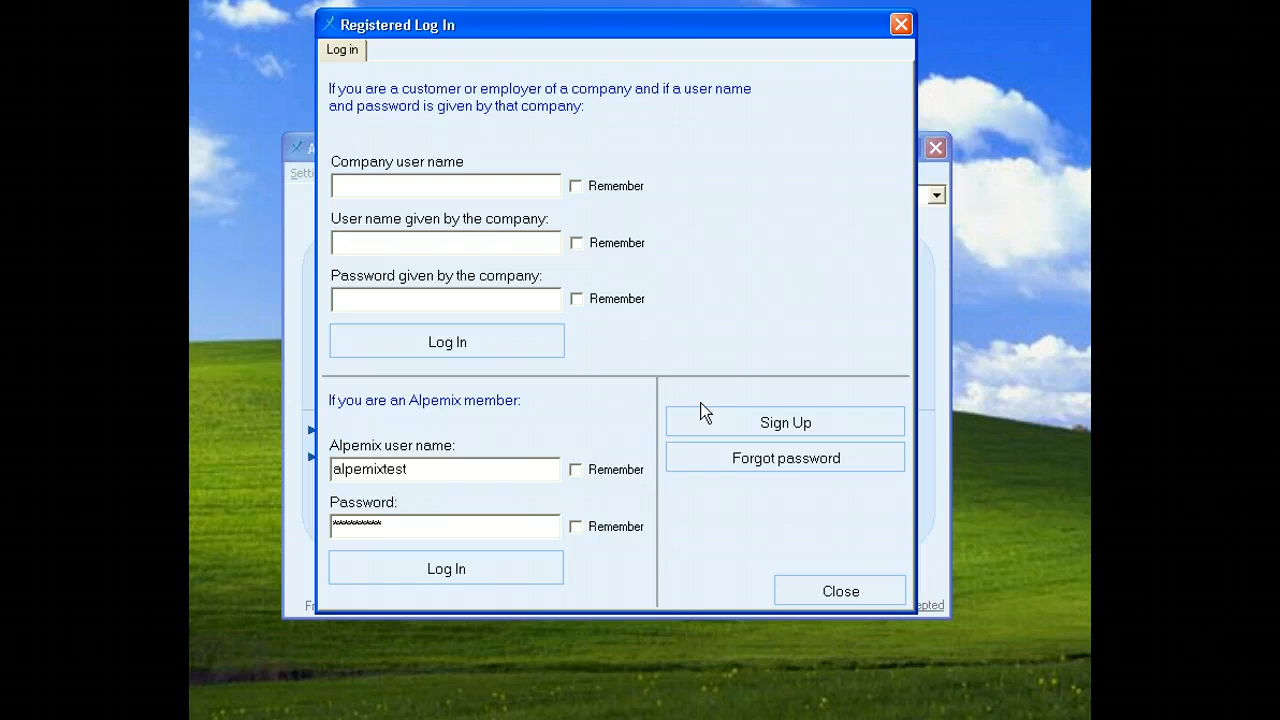 Registered Log In
Log in
If you are a customer or employer of a company and if a user name
and password is given by that company:
Company user name
Remember
User name given by the company:
Remember
Password given by the company:
Remember
Log In
If you are an Alpemix member:
Sign Up
Alpemix user name:
Forgot password
alpemixtest
Remember
Password:
*********
Remember
Log In
Close